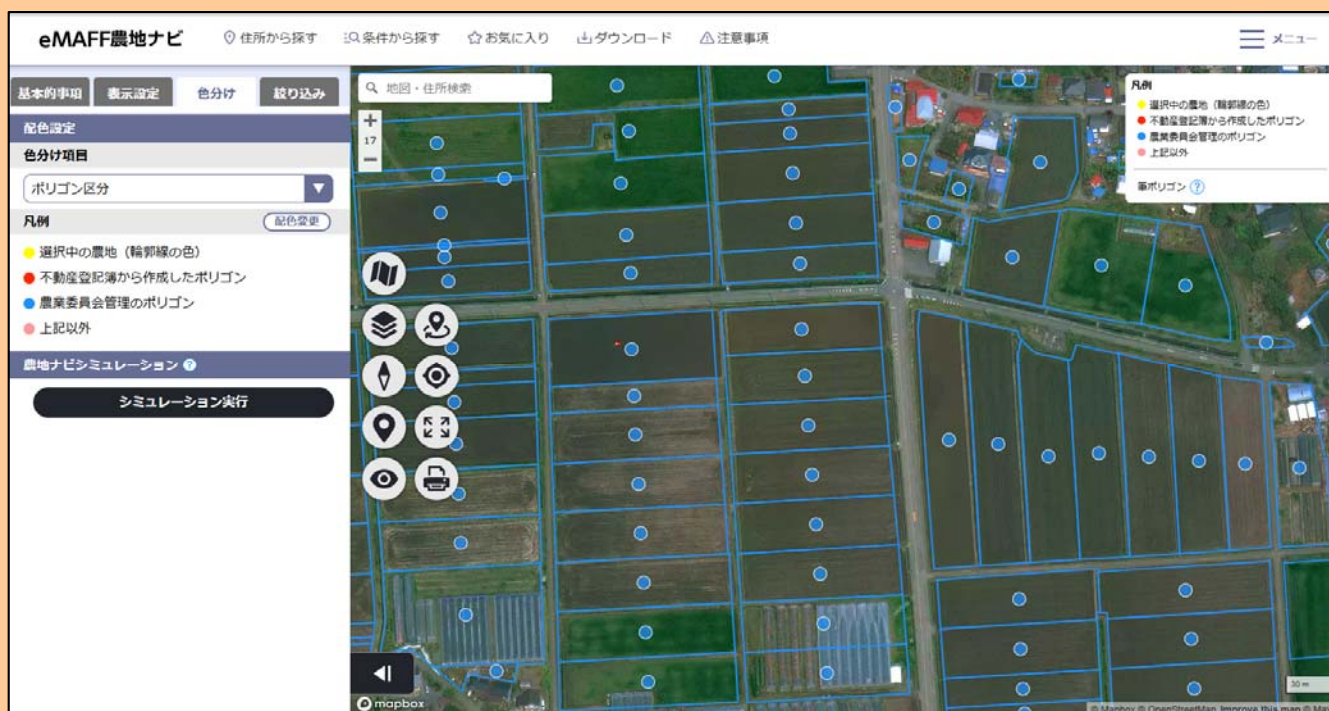 eMAFF農地ナビ
住所から探す
条件から探す
お気に入り
ダウンロード
注意事項
メニュー
基本的事項
表示設定
色分け
絞り込み
配色設定
色分け項目
ポリゴン区分
凡例
配色変更
選択中の農地（輪郭線の色）
不動産登記簿から作成したポリゴン
農業委員会管理のポリゴン
上記以外
農地ナビシミュレーション ?
シミュレーション実行
地図・住所検索
+
17
−
凡例
選択中の農地（輪郭線の色）
不動産登記簿から作成したポリゴン
農業委員会管理のポリゴン
上記以外
筆ポリゴン ?
30 m
mapbox
© Mapbox © OpenStreetMap Improve this map © Ma